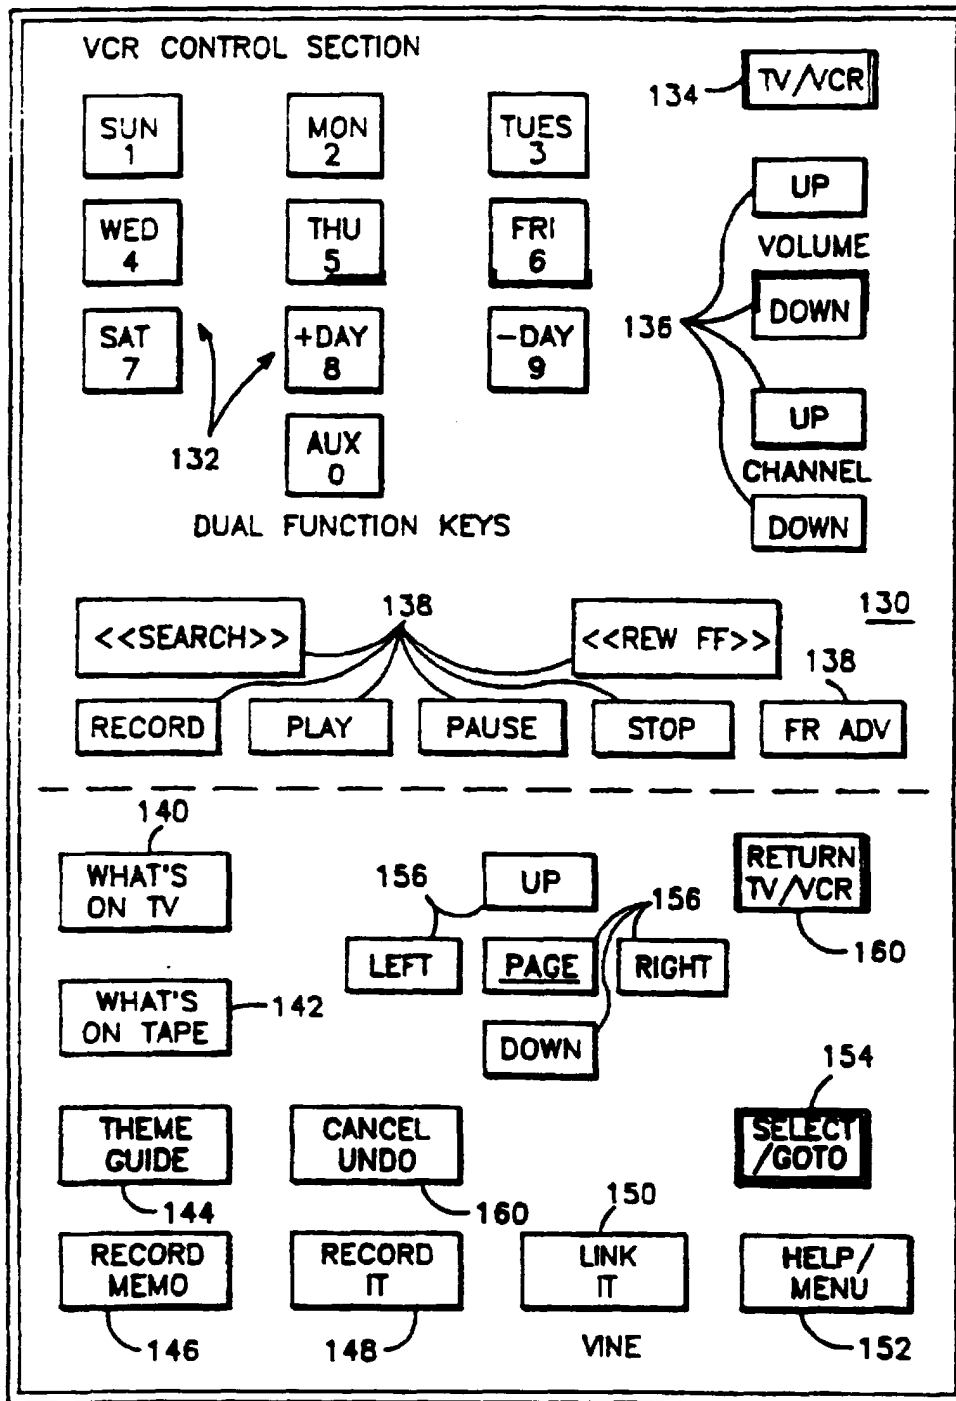 VCR CONTROL SECTION
134
TV/VCR
SUN
1
MON
2
TUES
3
UP
VOLUME
DOWN
WED
4
THU
5
FRI
6
136
SAT
7
+DAY
8
-DAY
9
UP
CHANNEL
DOWN
132
AUX
0
DUAL FUNCTION KEYS
<<SEARCH>>
138
<<REW FF>>
130
138
RECORD
PLAY
PAUSE
STOP
FR ADV
140
WHAT'S
ON TV
156
UP
156
RETURN
TV/VCR
160
LEFT
PAGE
RIGHT
WHAT'S
ON TAPE
142
DOWN
154
THEME
GUIDE
144
CANCEL
UNDO
160
SELECT
/GOTO
150
RECORD
MEMO
146
RECORD
IT
148
LINK
IT
VINE
HELP/
MENU
152